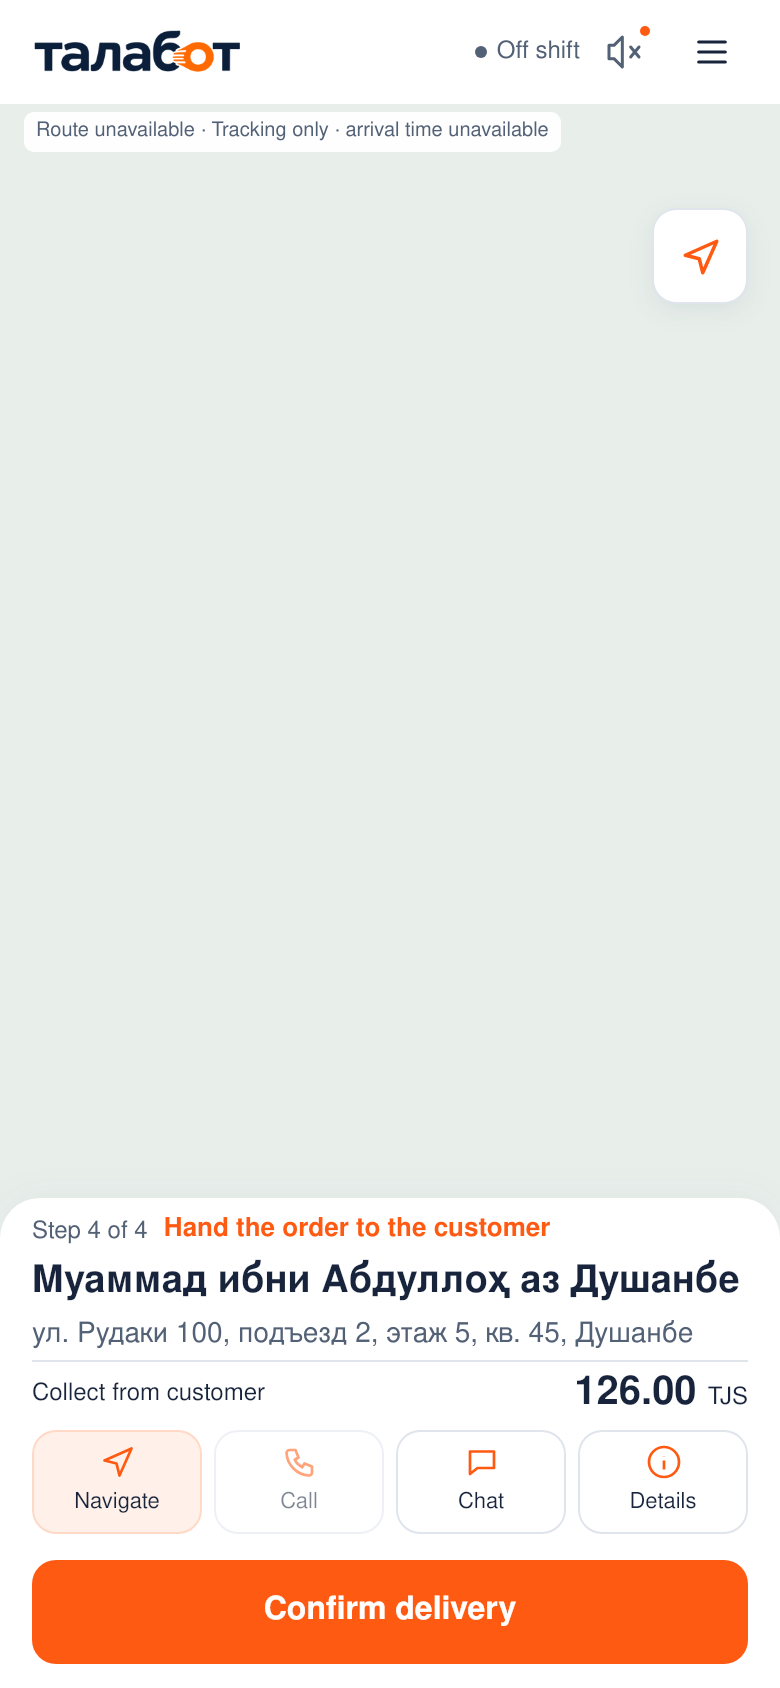 талабот
Off shift
Route unavailable · Tracking only · arrival time unavailable
Step 4 of 4 Hand the order to the customer
Муаммад ибни Абдуллоҳ аз Душанбе
ул. Рудаки 100, подъезд 2, этаж 5, кв. 45, Душанбе
Collect from customer 126.00 TJS
Navigate Call Chat Details
Confirm delivery